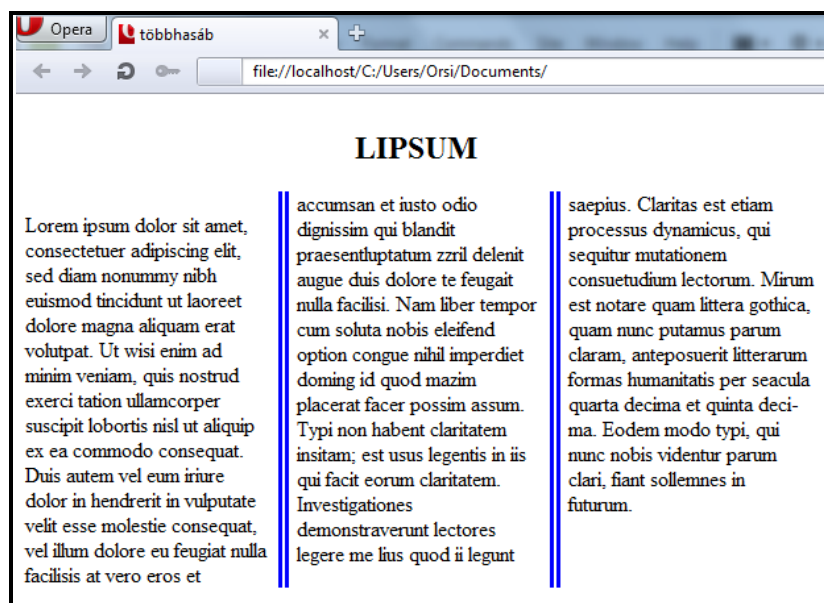 Opera
többhasáb
file://localhost/C:/Users/Orsi/Documents/
LIPSUM
Lorem ipsum dolor sit amet,
consectetuer adipiscing elit,
sed diam nonummy nibh
euismod tincidunt ut laoreet
dolore magna aliquam erat
volutpat. Ut wisi enim ad
minim veniam, quis nostrud
exerci tation ullamcorper
suscipit lobortis nisl ut aliquip
ex ea commodo consequat.
Duis autem vel eum iriure
dolor in hendrerit in vulputate
velit esse molestie consequat,
vel illum dolore eu feugiat nulla
facilisis at vero eros et
accumsan et iusto odio
dignissim qui blandit
praesentluptatum zzril delenit
augue duis dolore te feugait
nulla facilisi. Nam liber tempor
cum soluta nobis eleifend
option congue nihil imperdiet
doming id quod mazim
placerat facer possim assum.
Typi non habent claritatem
insitam; est usus legentis in iis
qui facit eorum claritatem.
Investigationes
demonstraverunt lectores
legere me lius quod ii legunt
saepius. Claritas est etiam
processus dynamicus, qui
sequitur mutationem
consuetudium lectorum. Mirum
est notare quam littera gothica,
quam nunc putamus parum
claram, anteposuerit litterarum
formas humanitatis per seacula
quarta decima et quinta deci-
ma. Eodem modo typi, qui
nunc nobis videntur parum
clari, fiant sollemnes in
futurum.